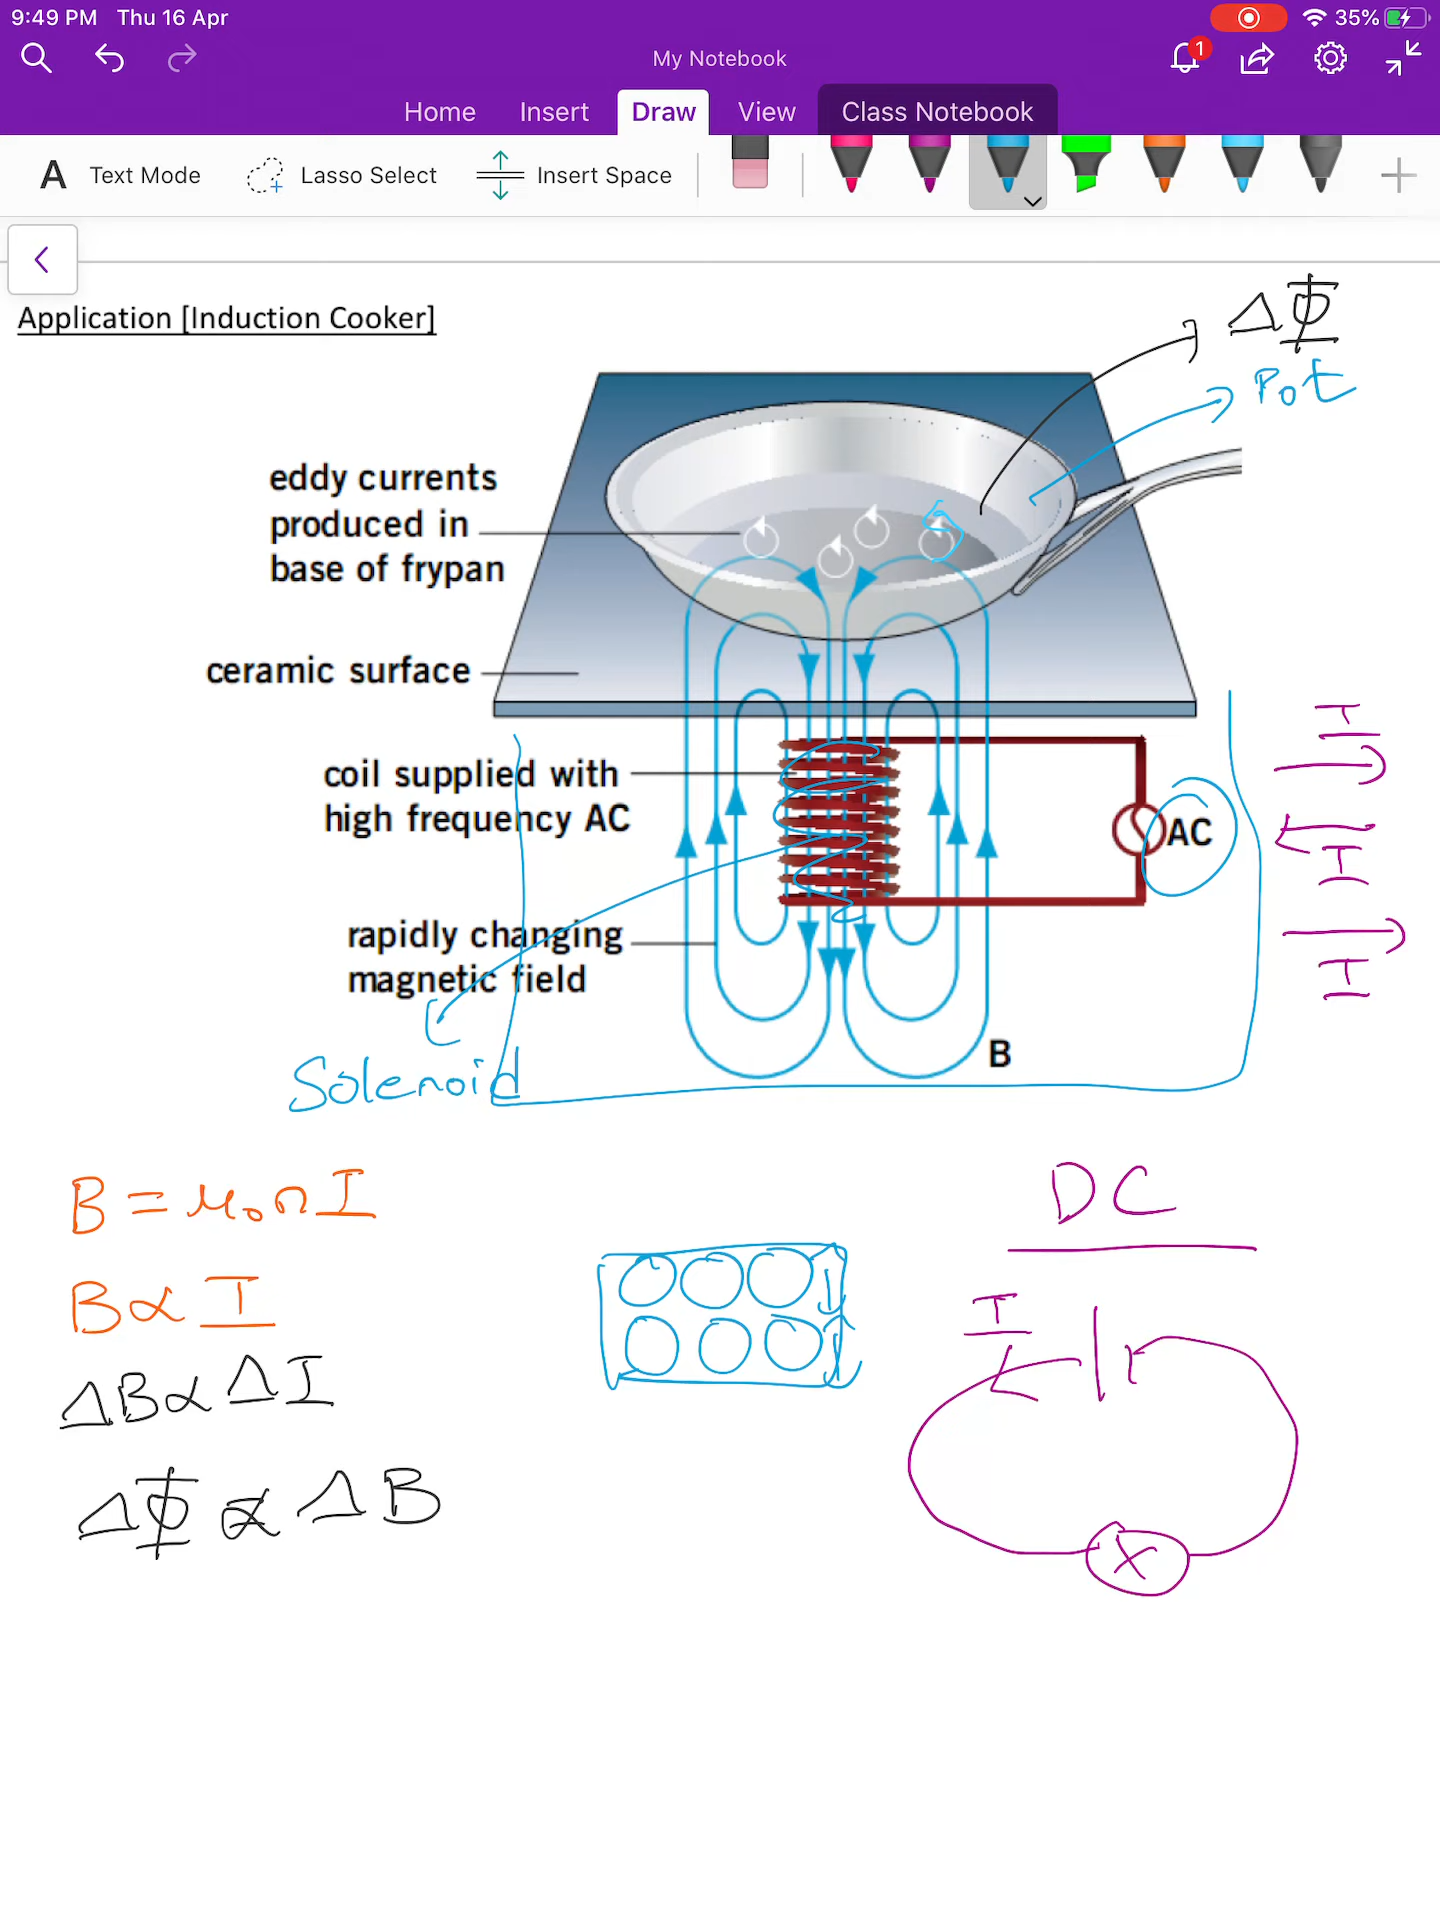 9:49 PM Thu 16 Apr
35%
My Notebook
1
Home Insert Draw View Class Notebook
A Text Mode Lasso Select Insert Space
Application [Induction Cooker]
ΔΦ
Pot
eddy currents
produced in
base of frypan
ceramic surface
I
coil supplied with
high frequency AC
AC
I
rapidly changing
magnetic field
I
B
Solenoid
B = μ₀nI
DC
B ∝ I
I
ΔB ∝ ΔI
ΔΦ ∝ ΔB